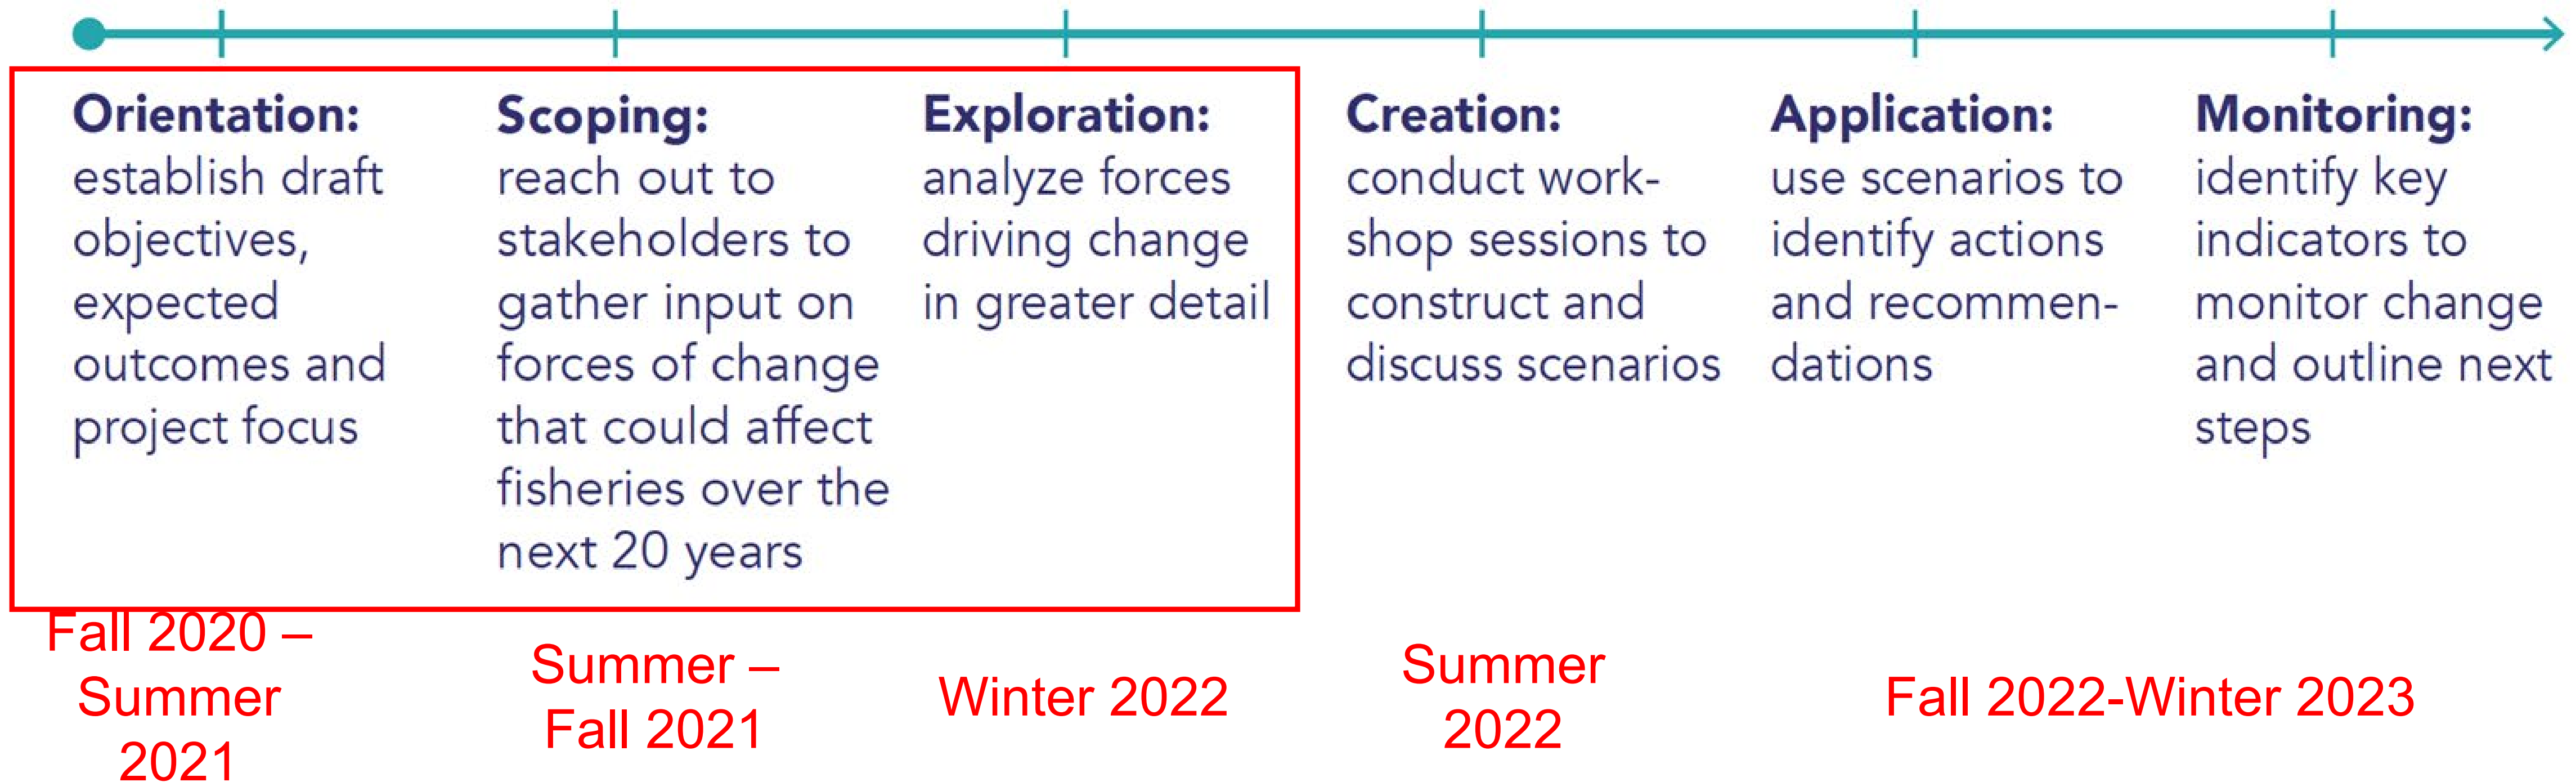 Orientation:
establish draft
objectives,
expected
outcomes and
project focus
Scoping:
reach out to
stakeholders to
gather input on
forces of change
that could affect
fisheries over the
next 20 years
Exploration:
analyze forces
driving change
in greater detail
Creation:
conduct work-
shop sessions to
construct and
discuss scenarios
Application:
use scenarios to
identify actions
and recommen-
dations
Monitoring:
identify key
indicators to
monitor change
and outline next
steps
Fall 2020 –
Summer
2021
Summer –
Fall 2021
Winter 2022
Summer
2022
Fall 2022-Winter 2023